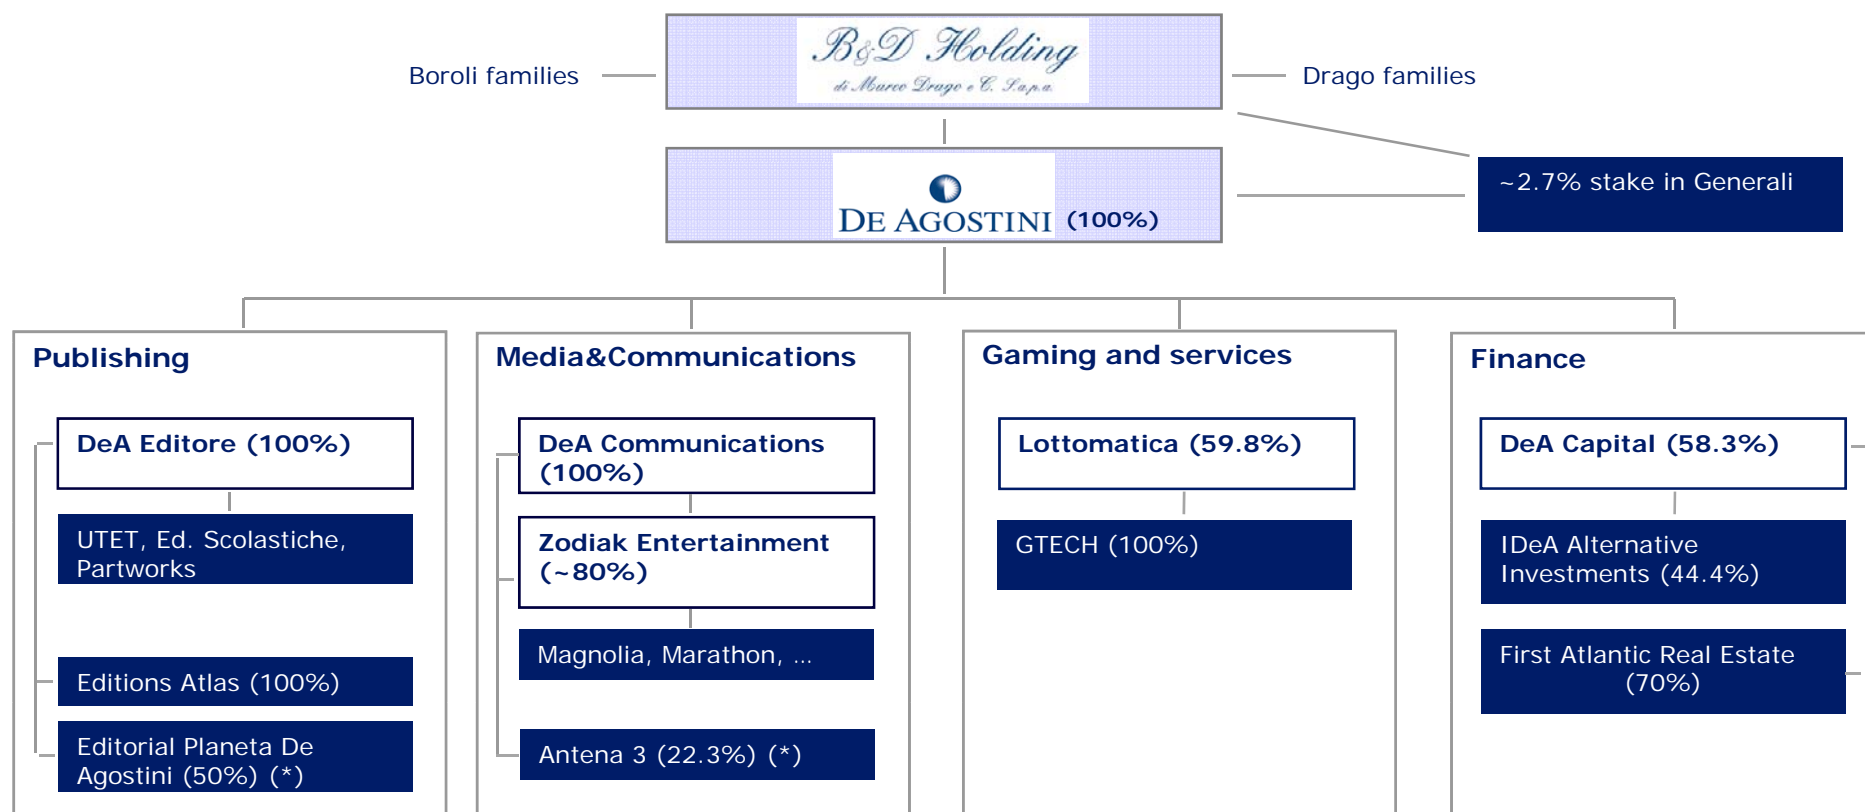 B&D Holding
di Marco Drago e C. S.a.p.a.
Boroli families
Drago families
DE AGOSTINI (100%)
~2.7% stake in Generali
Publishing
DeA Editore (100%)
UTET, Ed. Scolastiche,
Partworks
Editions Atlas (100%)
Editorial Planeta De
Agostini (50%) (*)
Media&Communications
DeA Communications
(100%)
Zodiak Entertainment
(~80%)
Magnolia, Marathon, ...
Antena 3 (22.3%) (*)
Gaming and services
Lottomatica (59.8%)
GTECH (100%)
Finance
DeA Capital (58.3%)
IDeA Alternative
Investments (44.4%)
First Atlantic Real Estate
(70%)